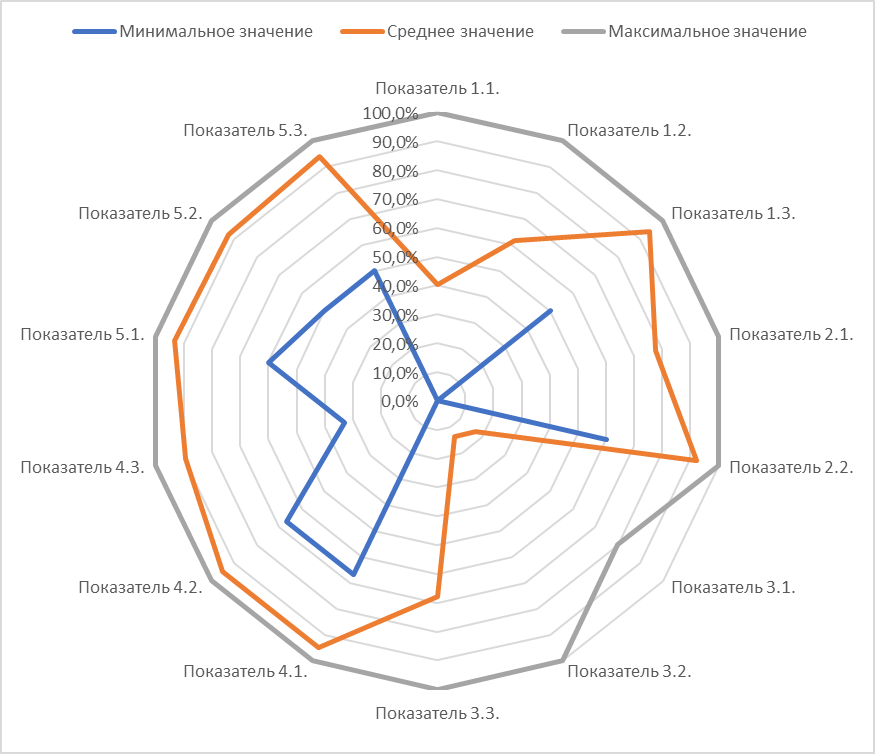 Минимальное значение Среднее значение Максимальное значение
Показатель 1.1.
100,0%
Показатель 5.3. Показатель 1.2.
90,0%
80,0%
70,0%
Показатель 5.2. Показатель 1.3.
60,0%
50,0%
40,0%
30,0%
Показатель 5.1. Показатель 2.1.
20,0%
10,0%
0,0%
Показатель 4.3. Показатель 2.2.
Показатель 4.2. Показатель 3.1.
Показатель 4.1. Показатель 3.2.
Показатель 3.3.